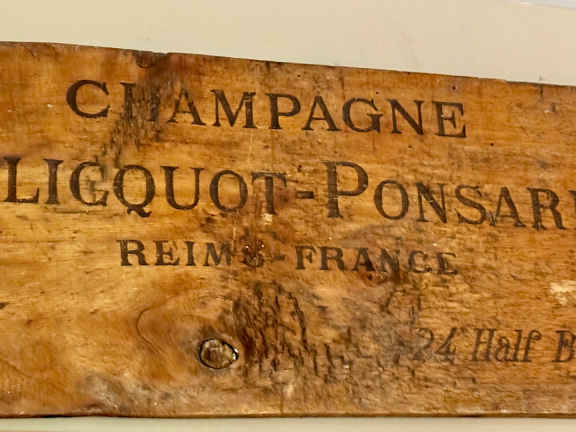 CHAMPAGNE
LICQUOT-PONSAR
REIMS-FRANCE
24 Half B